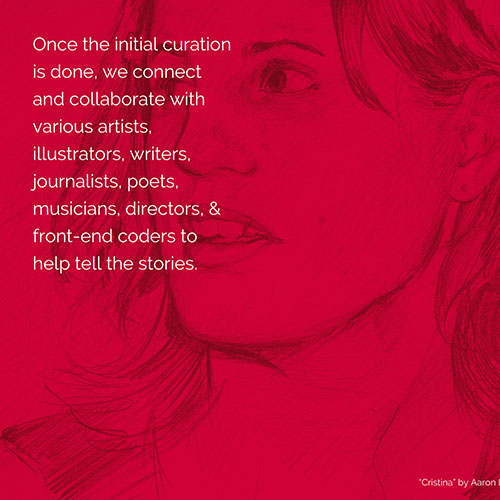 Once the initial curation
is done, we connect
and collaborate with
various artists,
illustrators, writers,
journalists, poets,
musicians, directors, &
front-end coders to
help tell the stories.
"Cristina" by Aaron